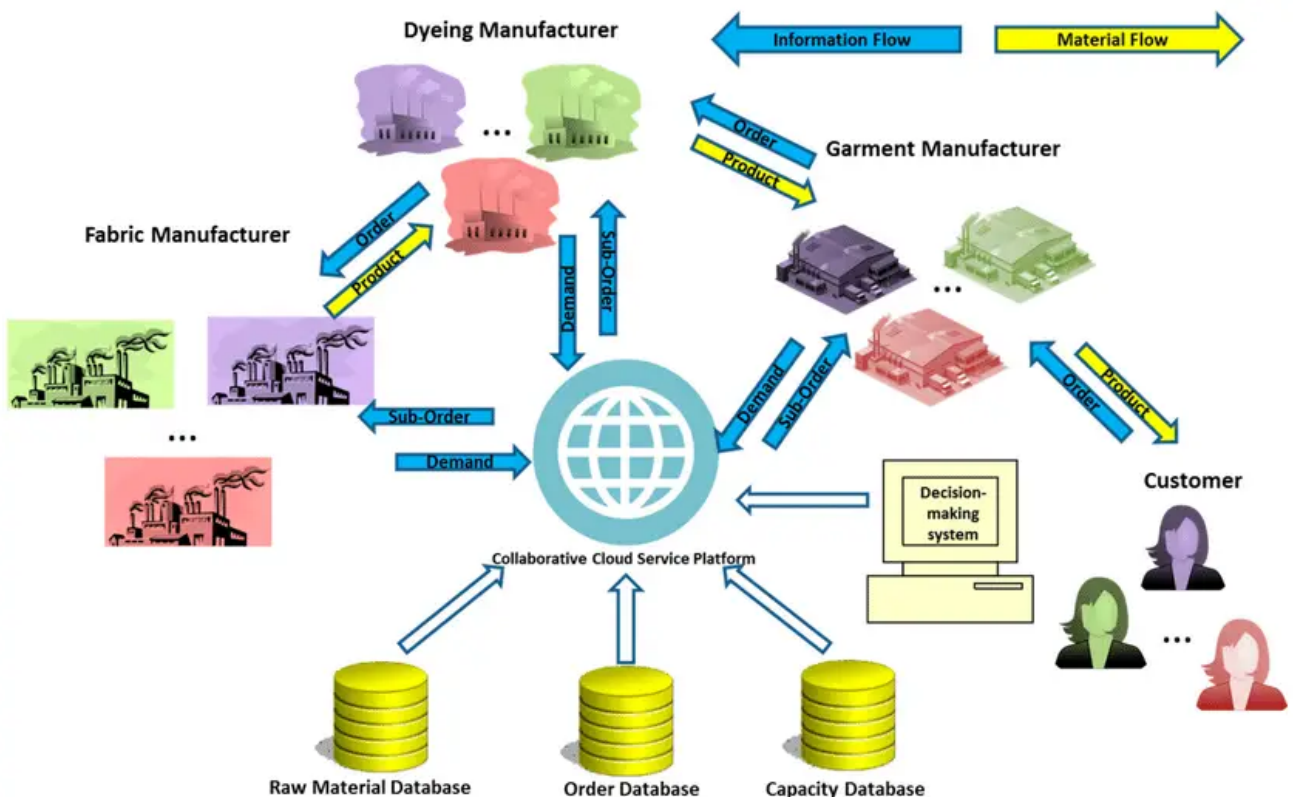 Dyeing Manufacturer
Information Flow
Material Flow
Order
Product
Garment Manufacturer
Fabric Manufacturer
Order
Product
Demand
Sub-Order
...
...
Demand
Sub-Order
Order
Product
Sub-Order
...
Demand
Customer
Decision-
making
system
Collaborative Cloud Service Platform
...
Raw Material Database
Order Database
Capacity Database